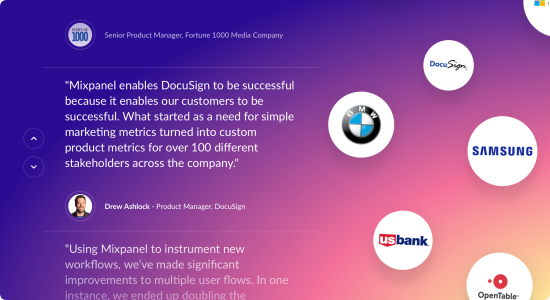 FORTUNE
1000
Senior Product Manager, Fortune 1000 Media Company
"Mixpanel enables DocuSign to be successful
because it enables our customers to be
successful. What started as a need for simple
marketing metrics turned into custom
product metrics for over 100 different
stakeholders across the company."
Drew Ashlock - Product Manager, DocuSign
“Using Mixpanel to instrument new
workflows, we’ve made significant
improvements to multiple user flows. In one
instance, we ended up doubling the
DocuSign
BMW
SAMSUNG
usbank
OpenTable